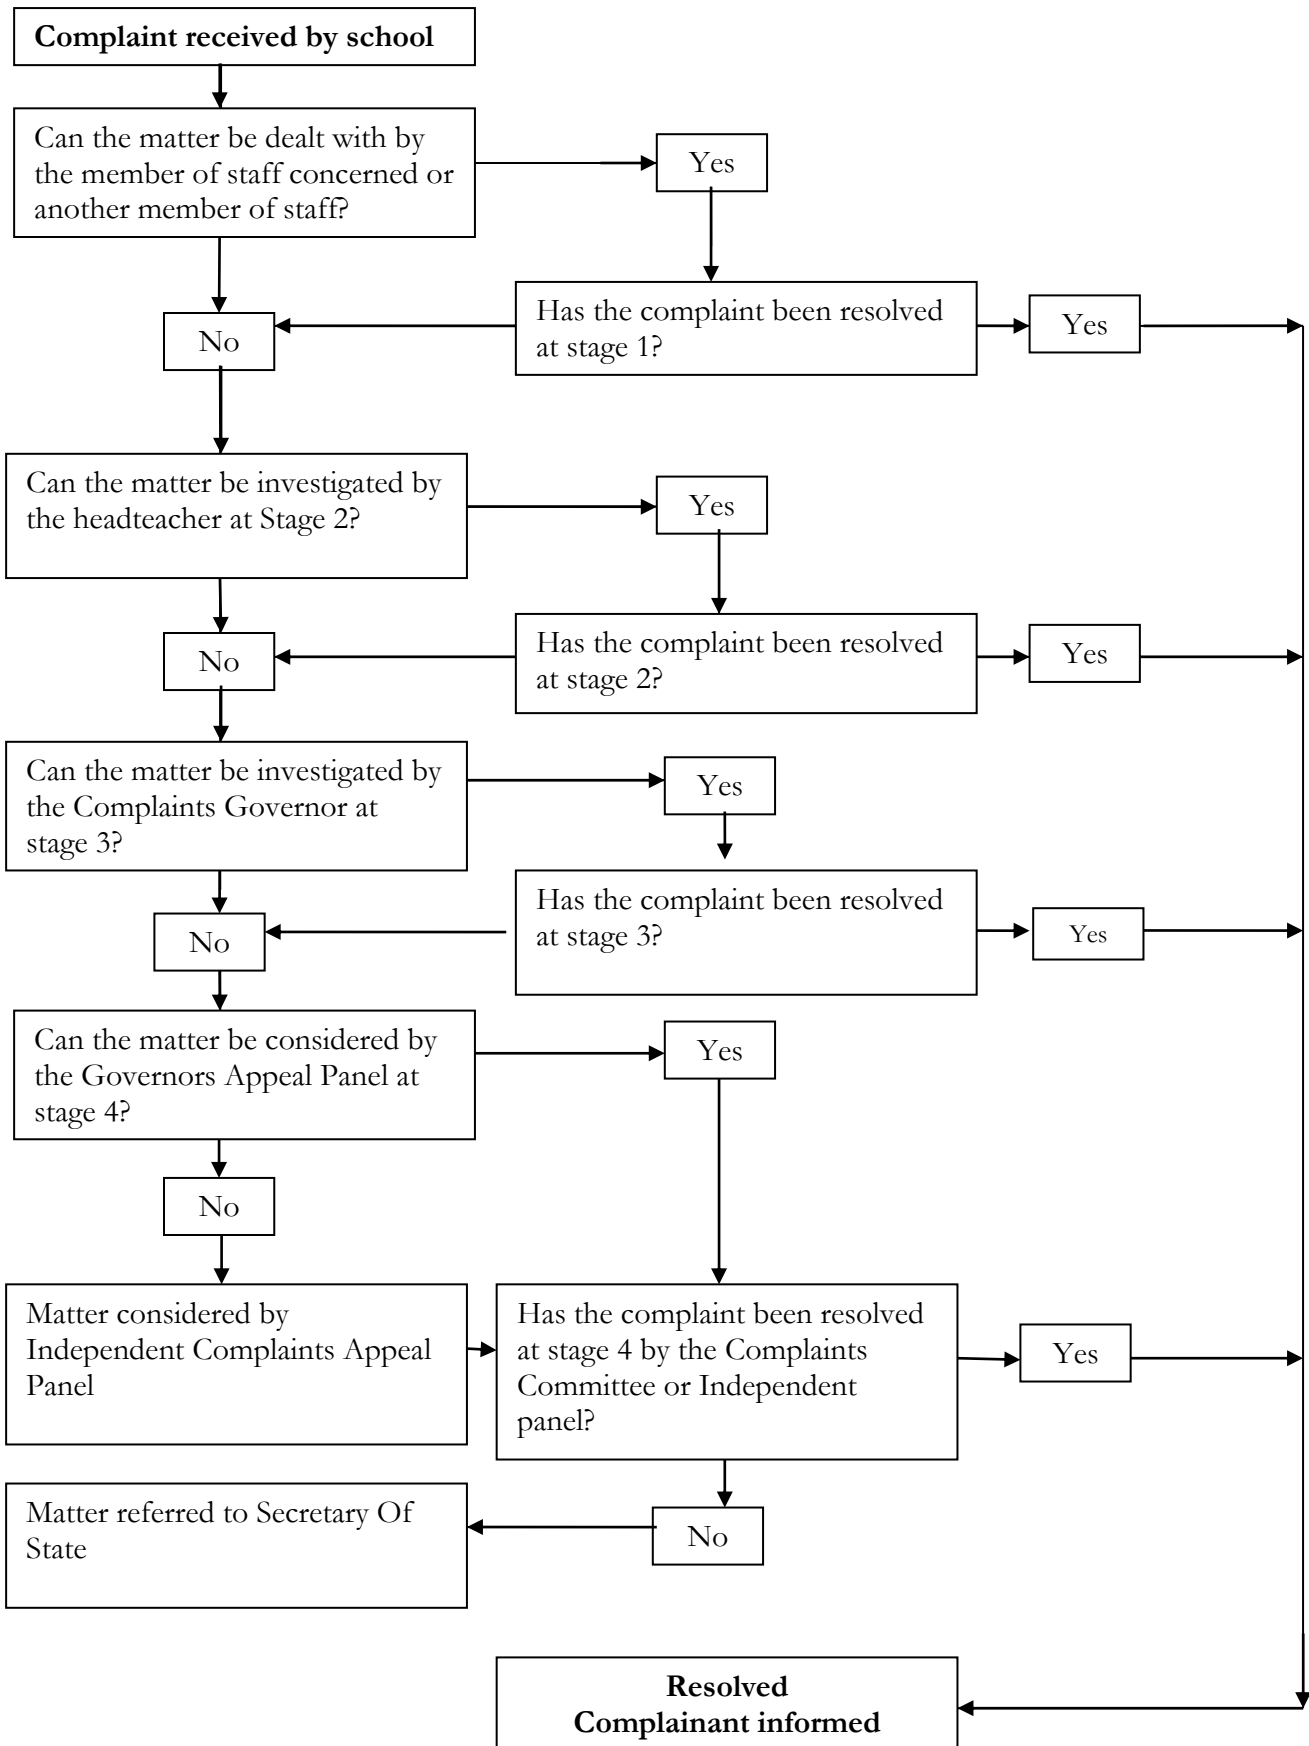 Complaint received by school
Can the matter be dealt with by
the member of staff concerned or
another member of staff?
Yes
Has the complaint been resolved
at stage 1?
Yes
No
Can the matter be investigated by
the headteacher at Stage 2?
Yes
Has the complaint been resolved
at stage 2?
Yes
No
Can the matter be investigated by
the Complaints Governor at
stage 3?
Yes
Has the complaint been resolved
at stage 3?
Yes
No
Can the matter be considered by
the Governors Appeal Panel at
stage 4?
Yes
No
Matter considered by
Independent Complaints Appeal
Panel
Has the complaint been resolved
at stage 4 by the Complaints
Committee or Independent
panel?
Yes
No
Matter referred to Secretary Of
State
Resolved
Complainant informed